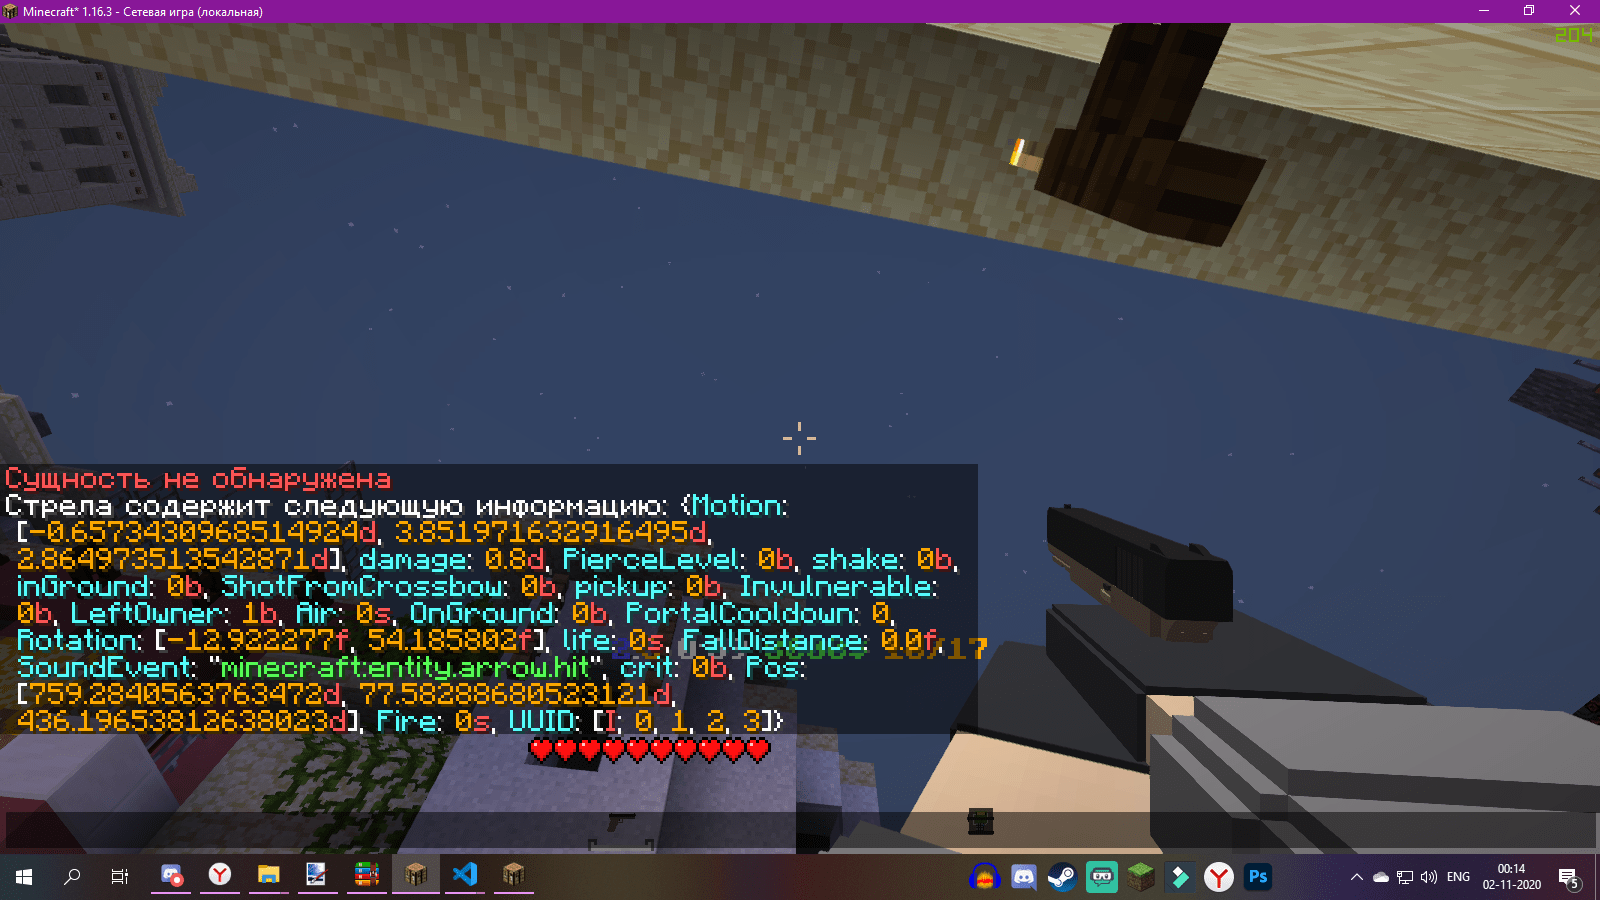 Minecraft* 1.16.3 - Сетевая игра (локальная)
204
Сущность не обнаружена
Стрела содержит следующую информацию: {Motion:
[-0.6573430968514924d, 3.851971632916495d,
2.864973513542871d], damage: 0.8d, PierceLevel: 0b, shake: 0b,
inGround: 0b, ShotFromCrossbow: 0b, pickup: 0b, Invulnerable:
0b, LeftOwner: 1b, Air: 0s, OnGround: 0b, PortalCooldown: 0,
Rotation: [-12.922277f, 54.185802f], life: 0s, FallDistance: 0.0f,
SoundEvent: "minecraft:entity.arrow.hit", crit: 0b, Pos:
[759.2840563763472d, 77.58288680523121d,
436.19653812638023d], Fire: 0s, UUID: [I; 0, 1, 2, 3]}
ENG
00:14
02-11-2020
5
Ps